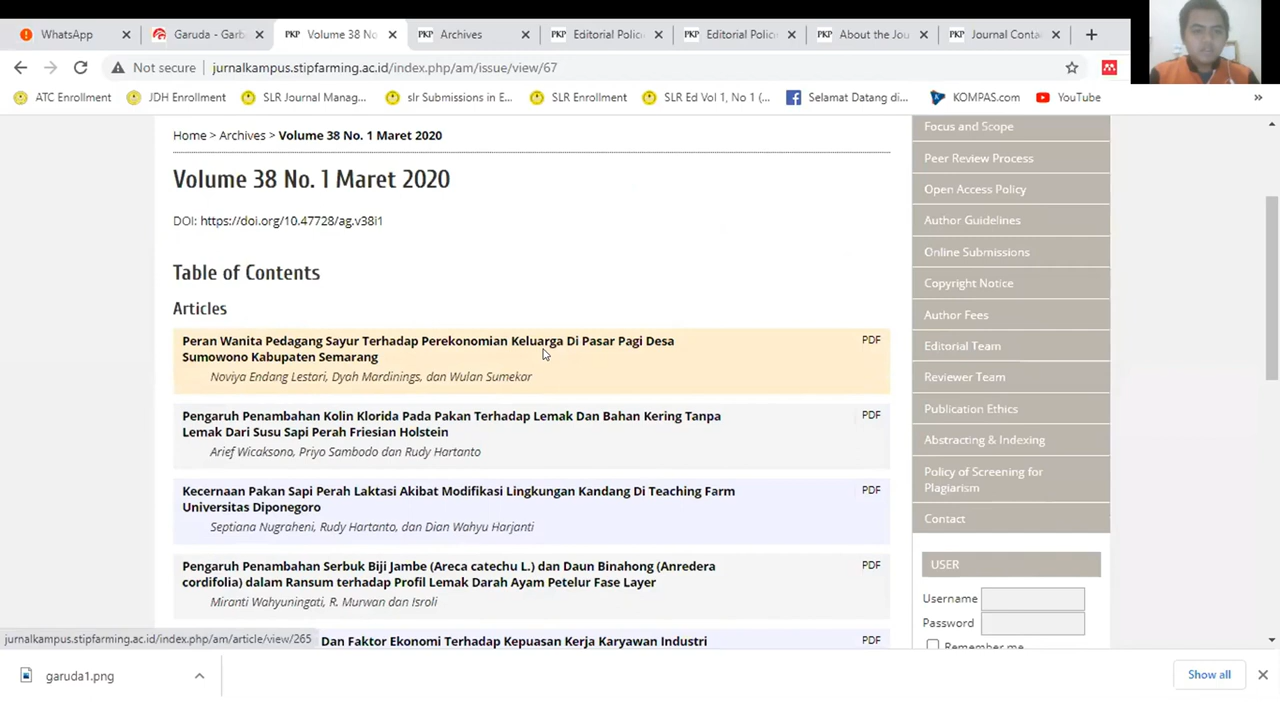 WhatsApp
Garuda - Garb
PKP Volume 38 No
PKP Archives
PKP Editorial Polic
PKP Editorial Polic
PKP About the Jou
PKP Journal Conta
Not secure jurnalkampus.stipfarming.ac.id/index.php/am/issue/view/67
ATC Enrollment
JDH Enrollment
SLR Journal Manag...
slr Submissions in E...
SLR Enrollment
SLR Ed Vol 1, No 1 (...
Selamat Datang di...
KOMPAS.com
YouTube
»
Home > Archives > Volume 38 No. 1 Maret 2020
Volume 38 No. 1 Maret 2020
DOI: https://doi.org/10.47728/ag.v38i1
Table of Contents
Articles
Peran Wanita Pedagang Sayur Terhadap Perekonomian Keluarga Di Pasar Pagi Desa PDF
Sumowono Kabupaten Semarang
Noviya Endang Lestari, Dyah Mardinings, dan Wulan Sumekar
Pengaruh Penambahan Kolin Klorida Pada Pakan Terhadap Lemak Dan Bahan Kering Tanpa PDF
Lemak Dari Susu Sapi Perah Friesian Holstein
Arief Wicaksono, Priyo Sambodo dan Rudy Hartanto
Kecernaan Pakan Sapi Perah Laktasi Akibat Modifikasi Lingkungan Kandang Di Teaching Farm PDF
Universitas Diponegoro
Septiana Nugraheni, Rudy Hartanto, dan Dian Wahyu Harjanti
Pengaruh Penambahan Serbuk Biji Jambe (Areca catechu L.) dan Daun Binahong (Anredera PDF
cordifolia) dalam Ransum terhadap Profil Lemak Darah Ayam Petelur Fase Layer
Miranti Wahyuningati, R. Murwan dan Isroli
Dan Faktor Ekonomi Terhadap Kepuasan Kerja Karyawan Industri PDF
Focus and Scope
Peer Review Process
Open Access Policy
Author Guidelines
Online Submissions
Copyright Notice
Author Fees
Editorial Team
Reviewer Team
Publication Ethics
Abstracting & Indexing
Policy of Screening for
Plagiarism
Contact
USER
Username
Password
Remember me
jurnalkampus.stipfarming.ac.id/index.php/am/article/view/265
garuda1.png
Show all